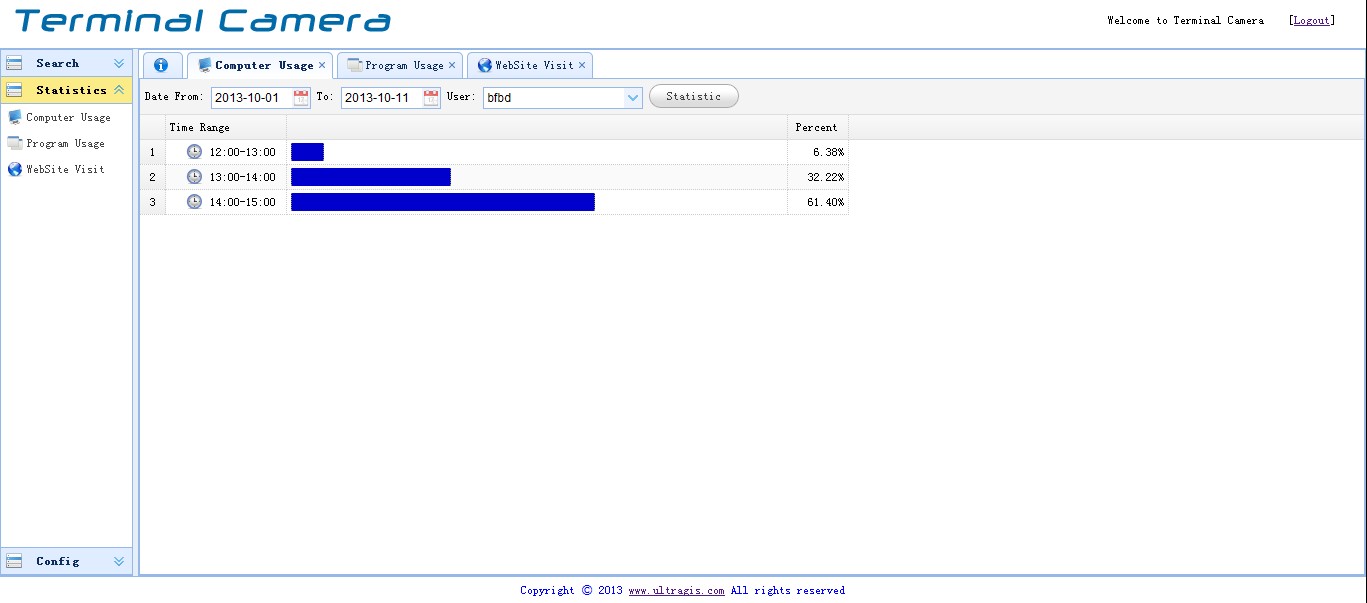 Terminal Camera
Welcome to Terminal Camera [Logout]
Search
Statistics
Computer Usage
Program Usage
WebSite Visit
Config
Computer Usage Program Usage WebSite Visit
Date From: 2013-10-01 To: 2013-10-11 User: bfbd Statistic
Time Range Percent
1 12:00-13:00 6.38%
2 13:00-14:00 32.22%
3 14:00-15:00 61.40%
Copyright © 2013 www.ultragis.com All rights reserved